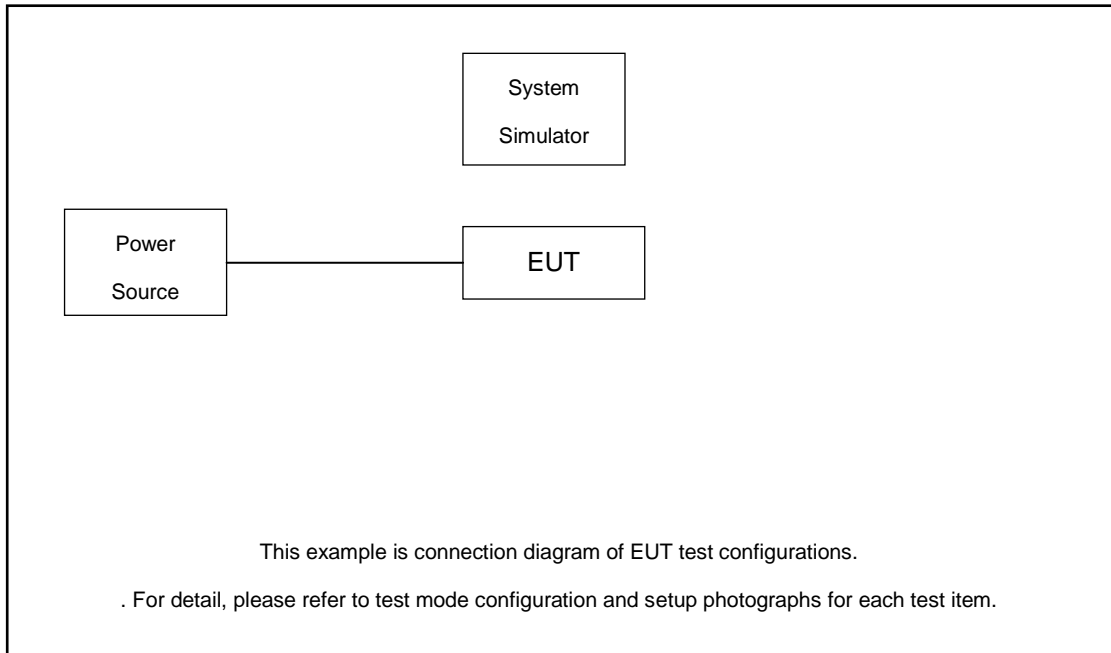 System
Simulator
Power
Source
EUT
This example is connection diagram of EUT test configurations.
. For detail, please refer to test mode configuration and setup photographs for each test item.